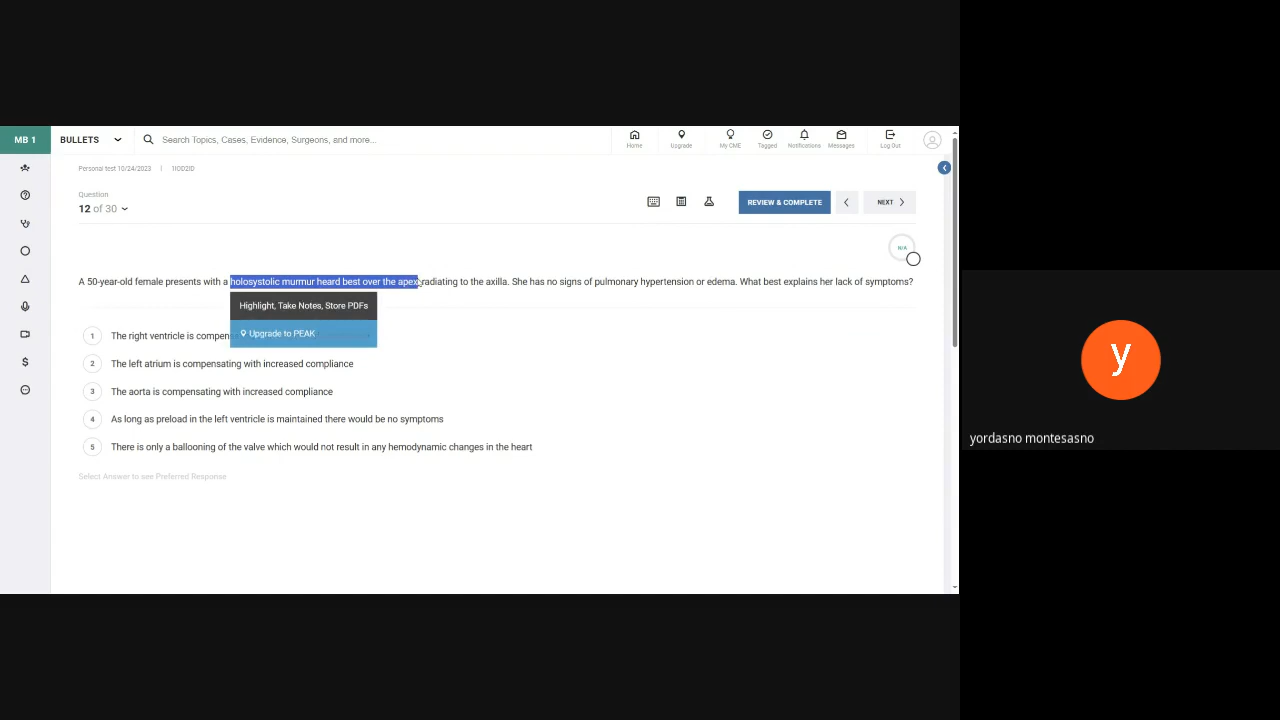 MB 1
BULLETS
Search Topics, Cases, Evidence, Surgeons, and more...
Home
Upgrade
My CME
Tagged
Notifications
Messages
Log Out
Personal test 10/24/2023 | 1IOD2ID
Question
12 of 30
REVIEW & COMPLETE
NEXT
N/A
A 50-year-old female presents with a holosystolic murmur heard best over the apex radiating to the axilla. She has no signs of pulmonary hypertension or edema. What best explains her lack of symptoms?
Highlight, Take Notes, Store PDFs
Upgrade to PEAK
1 The right ventricle is compen
2 The left atrium is compensating with increased compliance
3 The aorta is compensating with increased compliance
4 As long as preload in the left ventricle is maintained there would be no symptoms
5 There is only a ballooning of the valve which would not result in any hemodynamic changes in the heart
Select Answer to see Preferred Response
y
yordasno montesasno